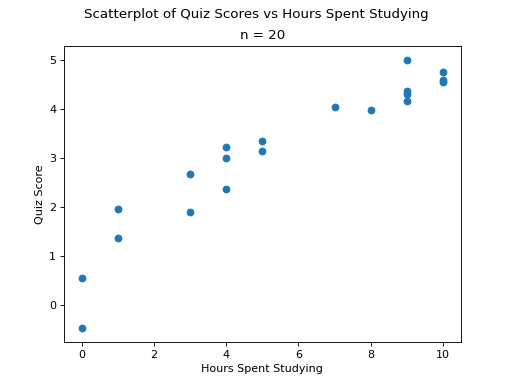 Scatterplot of Quiz Scores vs Hours Spent Studying
n = 20
5
4
3
2
1
0
Quiz Score
0 2 4 6 8 10
Hours Spent Studying